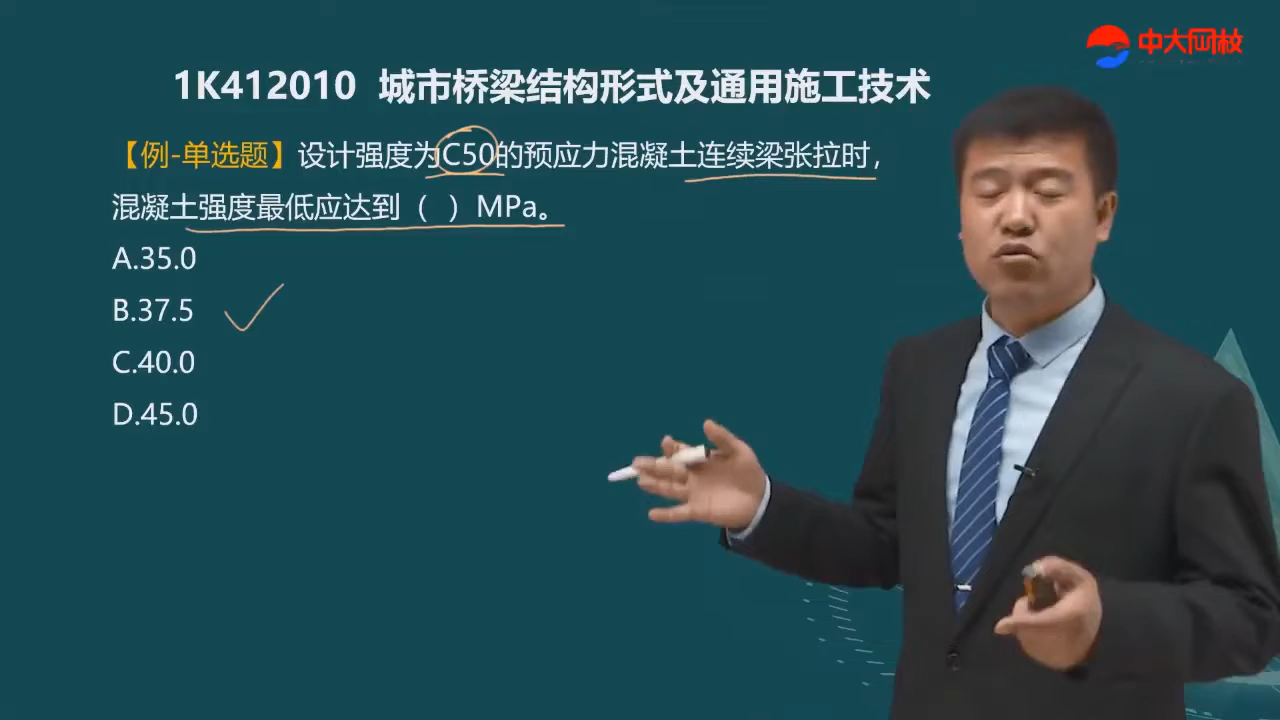 中大网校
1K412010 城市桥梁结构形式及通用施工技术
【例-单选题】设计强度为C50的预应力混凝土连续梁张拉时，
混凝土强度最低应达到（ ）MPa。
A.35.0
B.37.5
C.40.0
D.45.0